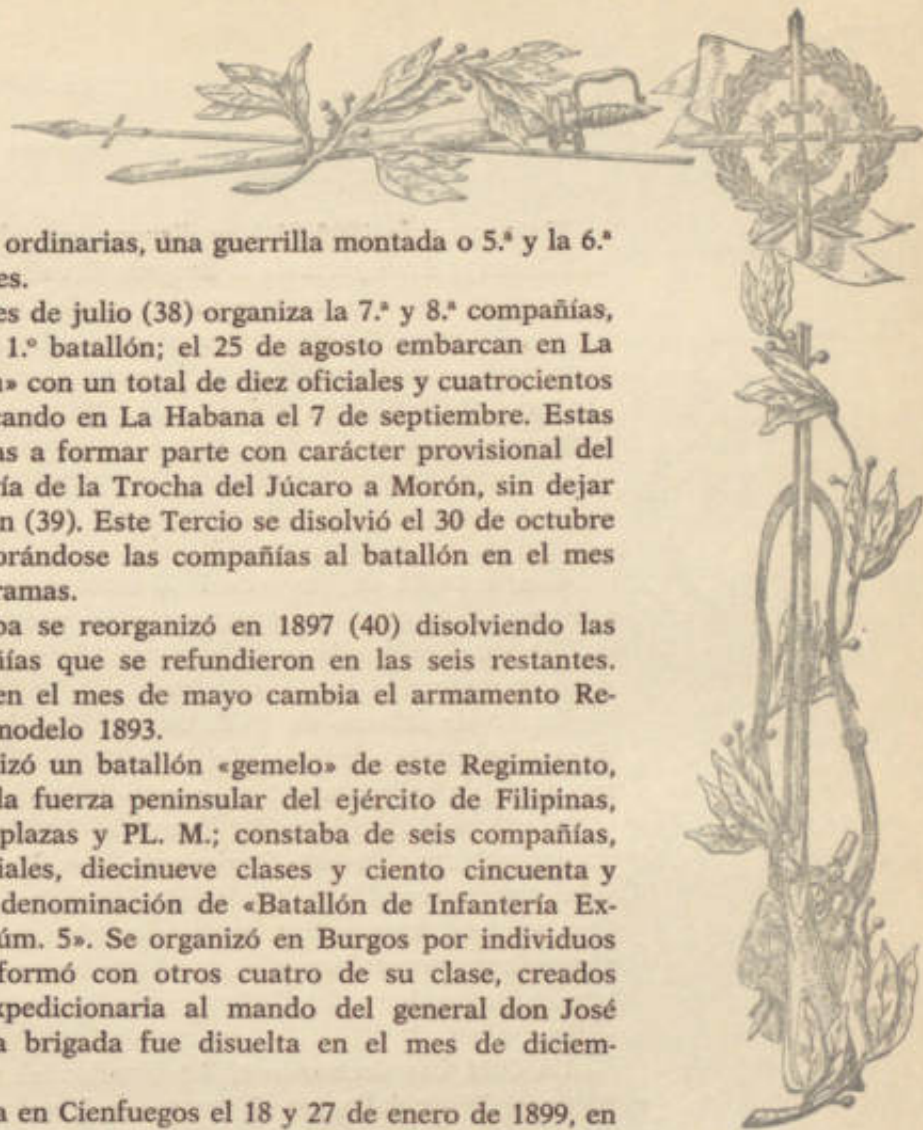 ordinarias, una guerrilla montada o 5.ª y la 6.ª
es.
es de julio (38) organiza la 7.ª y 8.ª compañías,
1.º batallón; el 25 de agosto embarcan en La
» con un total de diez oficiales y cuatrocientos
cando en La Habana el 7 de septiembre. Estas
as a formar parte con carácter provisional del
ía de la Trocha del Júcaro a Morón, sin dejar
n (39). Este Tercio se disolvió el 30 de octubre
orándose las compañías al batallón en el mes
ramas.
ba se reorganizó en 1897 (40) disolviendo las
ñías que se refundieron en las seis restantes.
en el mes de mayo cambia el armamento Re-
modelo 1893.
izó un batallón «gemelo» de este Regimiento,
la fuerza peninsular del ejército de Filipinas,
plazas y PL. M.; constaba de seis compañías,
iales, diecinueve clases y ciento cincuenta y
denominación de «Batallón de Infantería Ex-
úm. 5». Se organizó en Burgos por individuos
formó con otros cuatro de su clase, creados
xpedicionaria al mando del general don José
a brigada fue disuelta en el mes de diciem-
a en Cienfuegos el 18 y 27 de enero de 1899, en